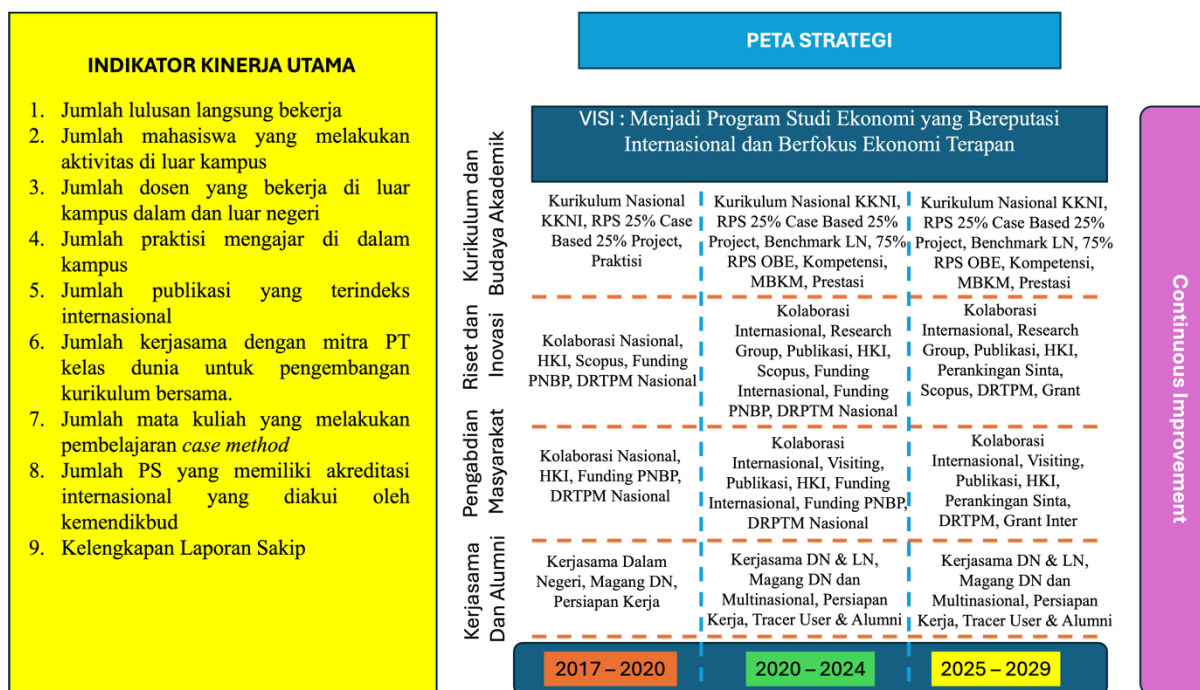 INDIKATOR KINERJA UTAMA
1. Jumlah lulusan langsung bekerja
2. Jumlah mahasiswa yang melakukan
aktivitas di luar kampus
3. Jumlah dosen yang bekerja di luar
kampus dalam dan luar negeri
4. Jumlah praktisi mengajar di dalam
kampus
5. Jumlah publikasi yang terindeks
internasional
6. Jumlah kerjasama dengan mitra PT
kelas dunia untuk pengembangan
kurikulum bersama.
7. Jumlah mata kuliah yang melakukan
pembelajaran case method
8. Jumlah PS yang memiliki akreditasi
internasional yang diakui oleh
kemendikbud
9. Kelengkapan Laporan Sakip
PETA STRATEGI
VISI : Menjadi Program Studi Ekonomi yang Bereputasi
Internasional dan Berfokus Ekonomi Terapan
Kurikulum dan
Budaya Akademik
Kurikulum Nasional
KKNI, RPS 25% Case
Based 25% Project,
Praktisi
Kurikulum Nasional KKNI,
RPS 25% Case Based 25%
Project, Benchmark LN, 75%
RPS OBE, Kompetensi,
MBKM, Prestasi
Kurikulum Nasional KKNI,
RPS 25% Case Based 25%
Project, Benchmark LN, 75%
RPS OBE, Kompetensi,
MBKM, Prestasi
Riset dan
Inovasi
Kolaborasi Nasional,
HKI, Scopus, Funding
PNBP, DRTPM Nasional
Kolaborasi
Internasional, Research
Group, Publikasi, HKI,
Scopus, Funding
Internasional, Funding
PNBP, DRPTM Nasional
Kolaborasi
Internasional, Research
Group, Publikasi, HKI,
Perankingan Sinta,
Scopus, DRTPM, Grant
Pengabdian
Masyarakat
Kolaborasi Nasional,
HKI, Funding PNBP,
DRTPM Nasional
Kolaborasi
Internasional, Visiting,
Publikasi, HKI, Funding
Internasional, Funding PNBP,
DRPTM Nasional
Kolaborasi
Internasional, Visiting,
Publikasi, HKI,
Perankingan Sinta,
DRTPM, Grant Inter
Kerjasama
Dan Alumni
Kerjasama Dalam
Negeri, Magang DN,
Persiapan Kerja
Kerjasama DN & LN,
Magang DN dan
Multinasional, Persiapan
Kerja, Tracer User & Alumni
Kerjasama DN & LN,
Magang DN dan
Multinasional, Persiapan
Kerja, Tracer User & Alumni
2017 – 2020
2020 – 2024
2025 – 2029
Continuous Improvement